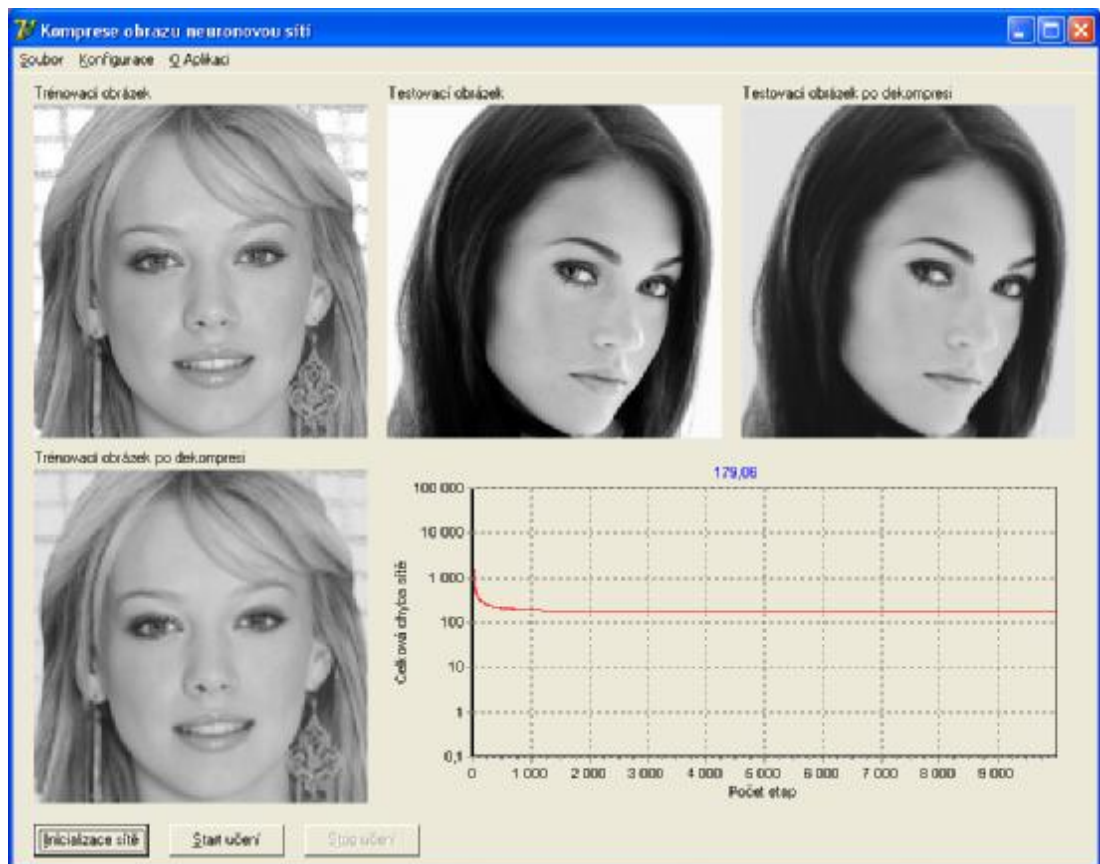 Komprese obrazu neuronovou sítí
Soubor Konfigurace O Aplikaci
Trénovací obrázek
Testovací obrázek
Testovací obrázek po dekompresi
Trénovací obrázek po dekompresi
179,06
100 000
10 000
1 000
100
10
1
0,1
Celková chyba sítě
0 1 000 2 000 3 000 4 000 5 000 6 000 7 000 8 000 9 000
Počet etap
Inicializace sítě
Start učení
Stop učení